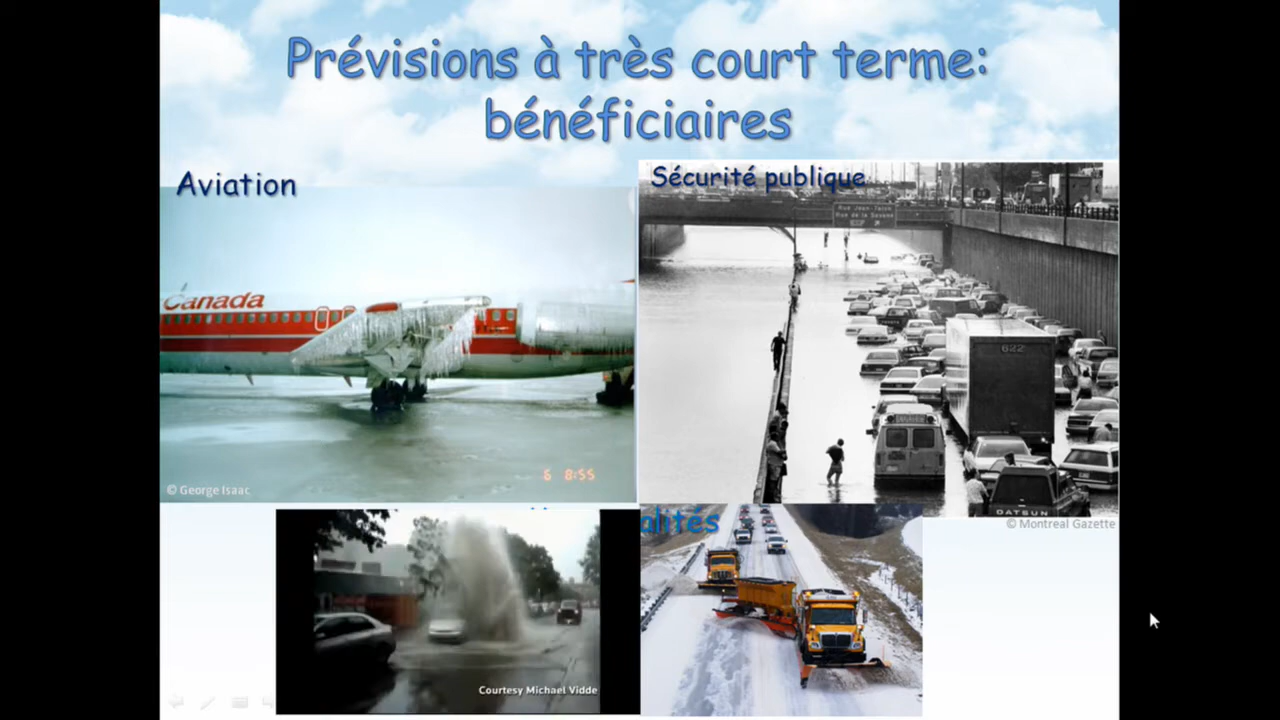 Prévisions à très court terme:
bénéficiaires
Aviation
Sécurité publique
Rue Jean-Talon
Rue de la Savane
Canada
622
6 8:55
© George Isaac
DATSUN
© Montreal Gazette
alités
Courtesy Michael Vidde